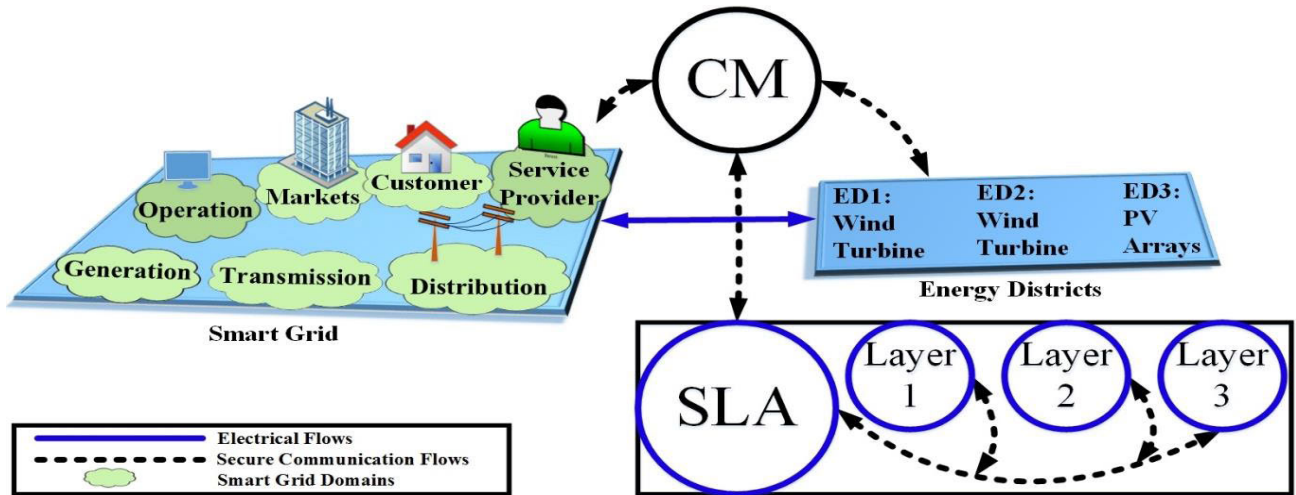 CM
Markets
Customer
Service
Provider
Operation
Generation
Transmission
Distribution
Smart Grid
ED1:
Wind
Turbine
ED2:
Wind
Turbine
ED3:
PV
Arrays
Energy Districts
SLA
Layer
1
Layer
2
Layer
3
Electrical Flows
Secure Communication Flows
Smart Grid Domains